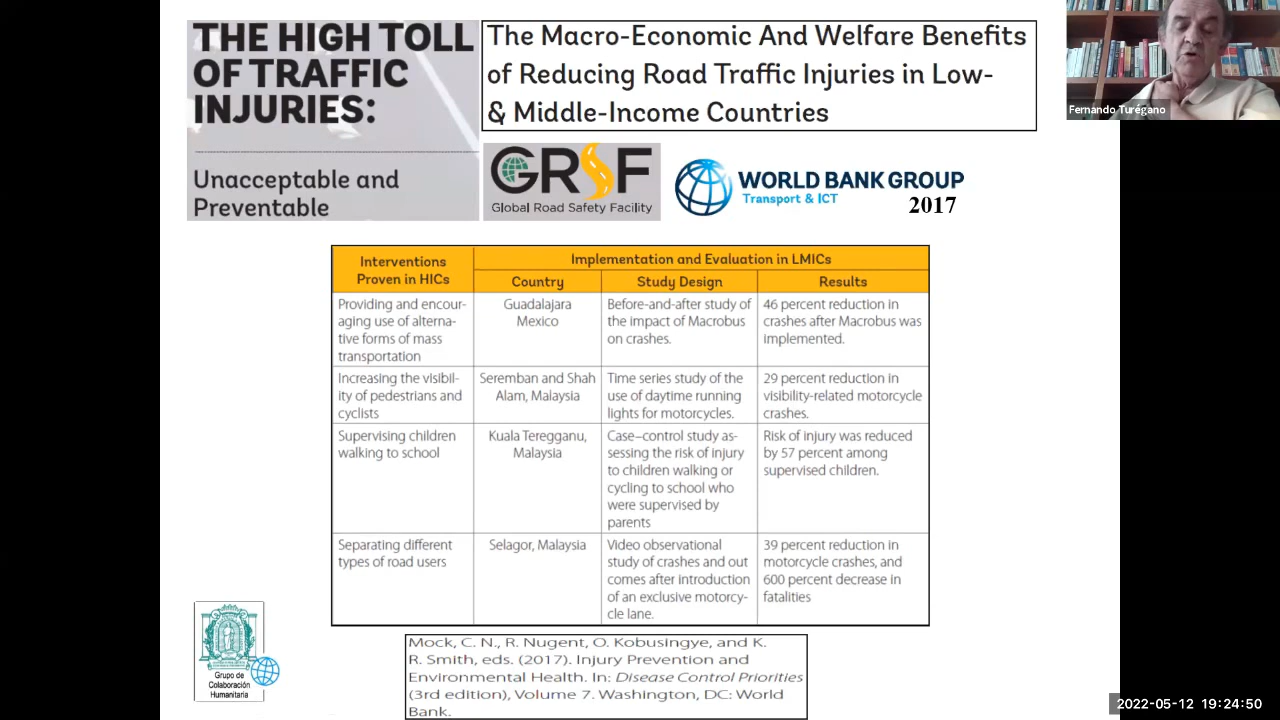 THE HIGH TOLL
OF TRAFFIC
INJURIES:
Unacceptable and
Preventable
The Macro-Economic And Welfare Benefits
of Reducing Road Traffic Injuries in Low-
& Middle-Income Countries
GRSF
Global Road Safety Facility
WORLD BANK GROUP
Transport & ICT
2017
Fernando Turégano
Interventions
Proven in HICs
Implementation and Evaluation in LMICs
Country
Study Design
Results
Providing and encour-
aging use of alterna-
tive forms of mass
transportation
Guadalajara
Mexico
Before-and-after study of
the impact of Macrobus
on crashes.
46 percent reduction in
crashes after Macrobus was
implemented.
Increasing the visibil-
ity of pedestrians and
cyclists
Seremban and Shah
Alam, Malaysia
Time series study of the
use of daytime running
lights for motorcycles.
29 percent reduction in
visibility-related motorcycle
crashes.
Supervising children
walking to school
Kuala Teregganu,
Malaysia
Case–control study as-
sessing the risk of injury
to children walking or
cycling to school who
were supervised by
parents
Risk of injury was reduced
by 57 percent among
supervised children.
Separating different
types of road users
Selagor, Malaysia
Video observational
study of crashes and out
comes after introduction
of an exclusive motorcy-
cle lane.
39 percent reduction in
motorcycle crashes, and
600 percent decrease in
fatalities
Grupo de
Colaboración
Humanitaria
Mock, C. N., R. Nugent, O. Kobusingye, and K.
R. Smith, eds. (2017). Injury Prevention and
Environmental Health. In: Disease Control Priorities
(3rd edition), Volume 7. Washington, DC: World
Bank.
2022-05-12 19:24:50